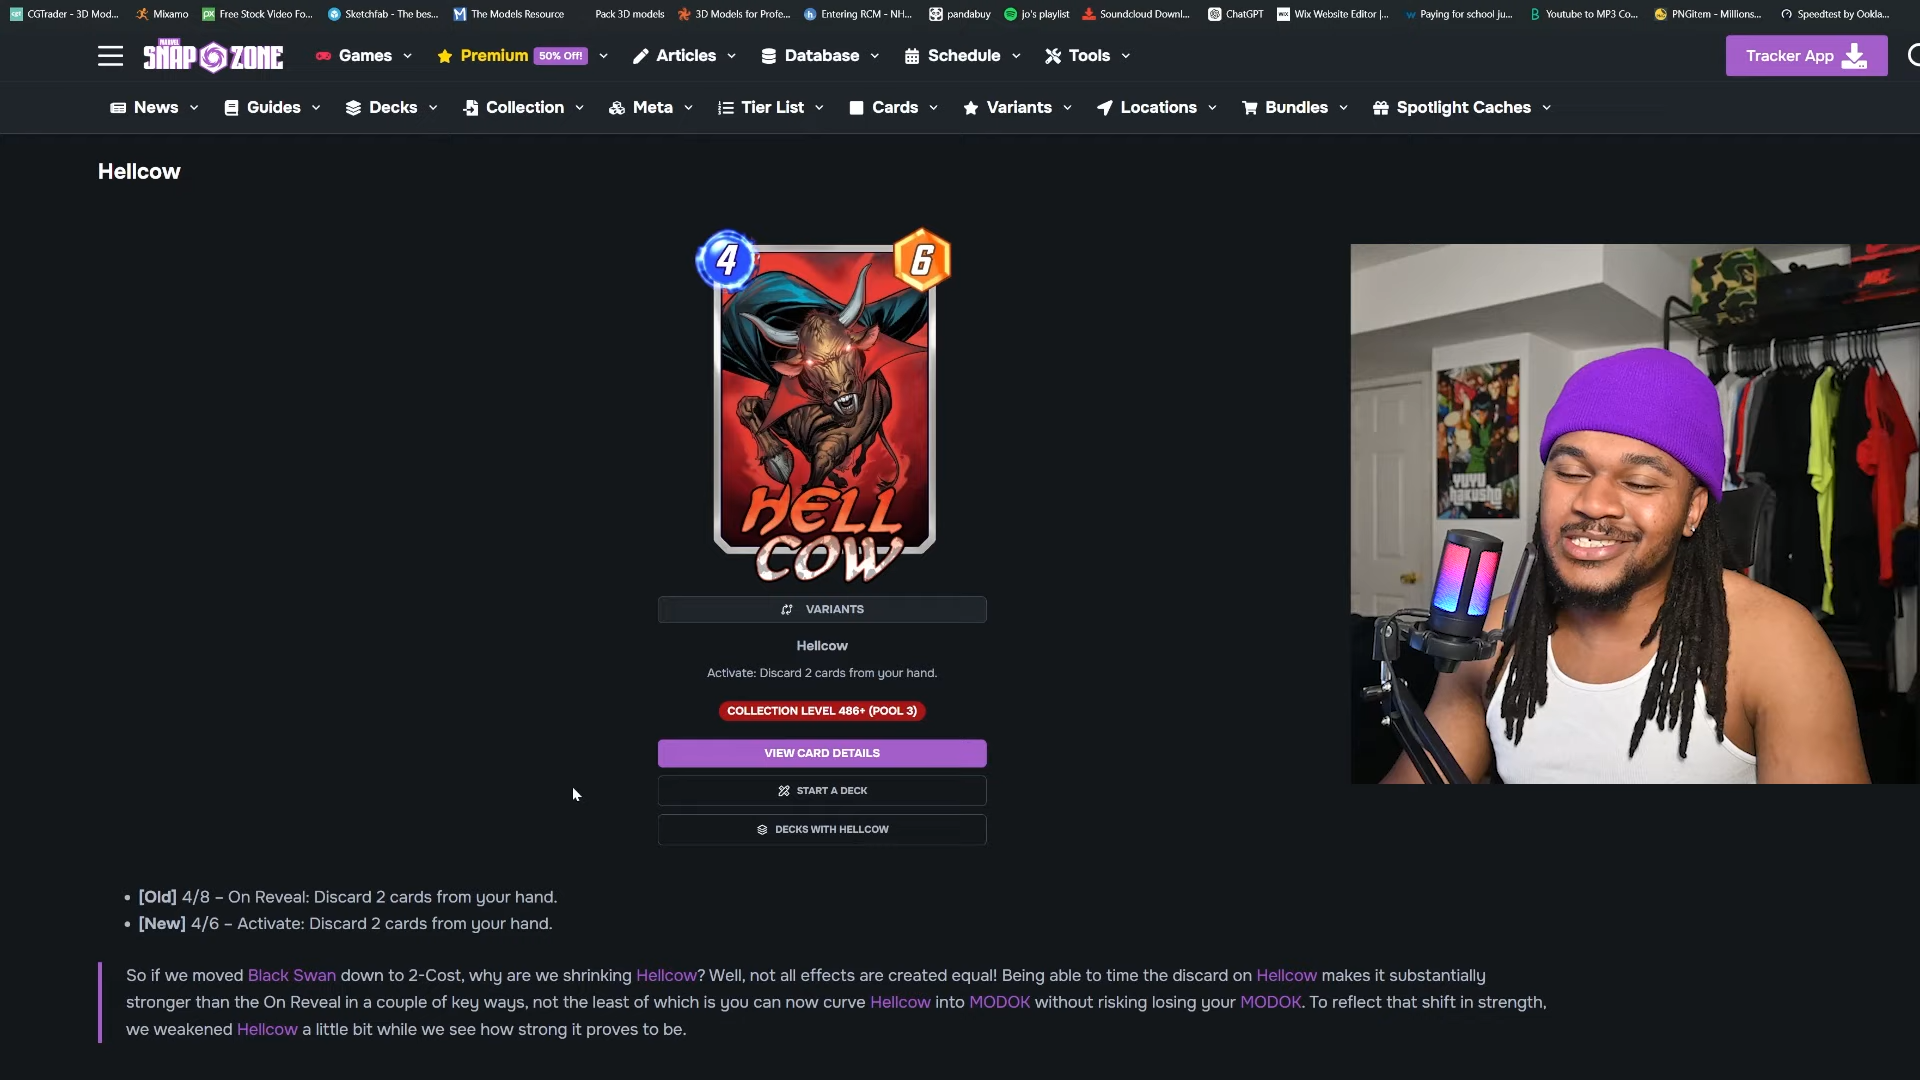 CGTrader - 3D Mod... Mixamo Free Stock Video Fo... Sketchfab - The bes... The Models Resource Pack 3D models 3D Models for Profe... Entering RCM - NH... pandabuy jo's playlist Soundcloud Downl... ChatGPT Wix Website Editor |... Paying for school ju... Youtube to MP3 Co... PNGitem - Millions... Speedtest by Ookla...
MARVEL SNAP ZONE Games Premium 50% Off! Articles Database Schedule Tools Tracker App
News Guides Decks Collection Meta Tier List Cards Variants Locations Bundles Spotlight Caches
Hellcow
4 6
HELL
COW
YUYU
HAKUSHO
VARIANTS
Hellcow
Activate: Discard 2 cards from your hand.
COLLECTION LEVEL 486+ (POOL 3)
VIEW CARD DETAILS
START A DECK
DECKS WITH HELLCOW
• [Old] 4/8 – On Reveal: Discard 2 cards from your hand.
• [New] 4/6 – Activate: Discard 2 cards from your hand.
So if we moved Black Swan down to 2-Cost, why are we shrinking Hellcow? Well, not all effects are created equal! Being able to time the discard on Hellcow makes it substantially
stronger than the On Reveal in a couple of key ways, not the least of which is you can now curve Hellcow into MODOK without risking losing your MODOK. To reflect that shift in strength,
we weakened Hellcow a little bit while we see how strong it proves to be.